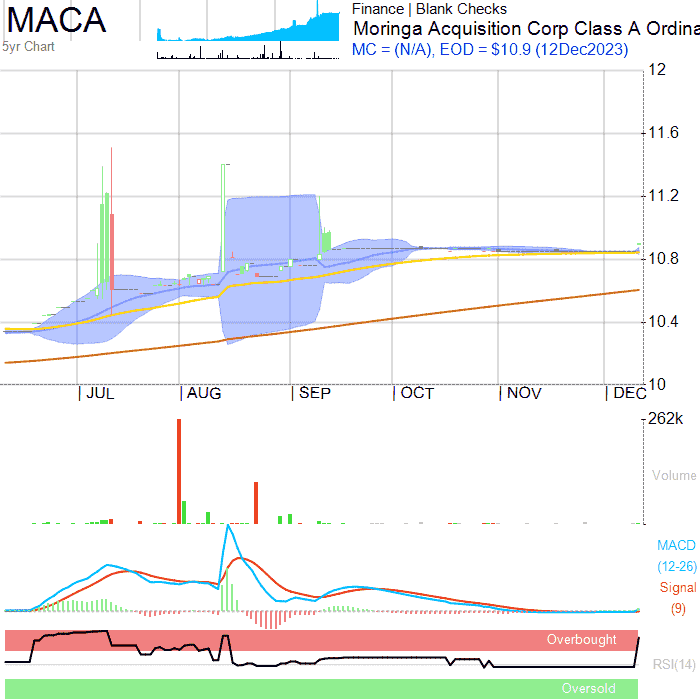 MACA
5yr Chart
Finance | Blank Checks
Moringa Acquisition Corp Class A Ordina
MC = (N/A), EOD = $10.9 (12Dec2023)
12
11.6
11.2
10.8
10.4
10
| JUL | AUG | SEP | OCT | NOV | DEC
262k
Volume
MACD
(12-26)
Signal
(9)
Overbought
RSI(14)
Oversold